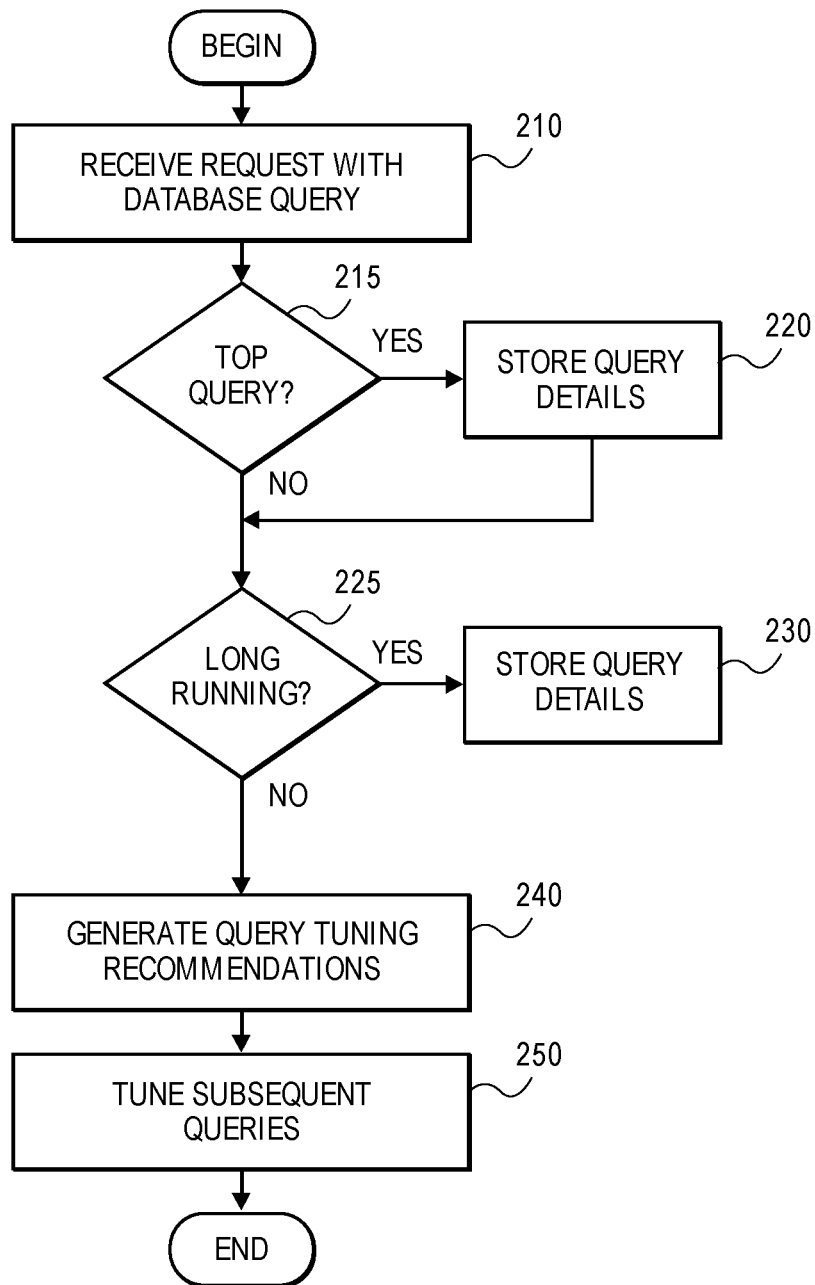 BEGIN
210
RECEIVE REQUEST WITH
DATABASE QUERY
215
TOP
QUERY?
YES
220
STORE QUERY
DETAILS
NO
225
LONG
RUNNING?
YES
230
STORE QUERY
DETAILS
NO
240
GENERATE QUERY TUNING
RECOMMENDATIONS
250
TUNE SUBSEQUENT
QUERIES
END